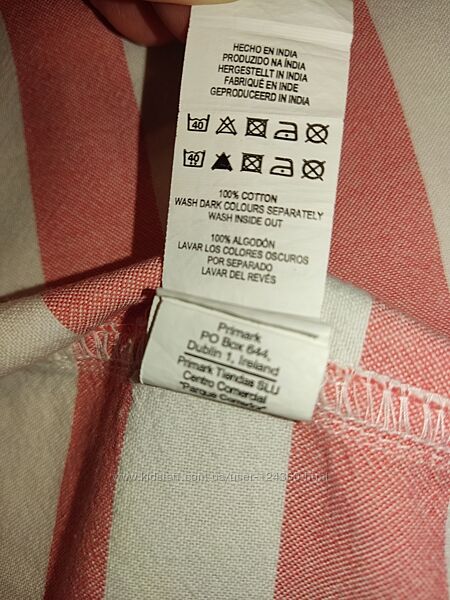 HECHO EN INDIA
PRODUZIDO NA ÍNDIA
HERGESTELLT IN INDIA
FABRIQUÉ EN INDE
GEPRODUCEERD IN INDIA
40
40
100% COTTON
WASH DARK COLOURS SEPARATELY
WASH INSIDE OUT
100% ALGODÓN
LAVAR LOS COLORES OSCUROS
POR SEPARADO
LAVAR DEL REVÉS
Primark
PO Box 644,
Dublin 1, Ireland
Primark Tiendas SLU
Centro Comercial
"Parque Corredor"